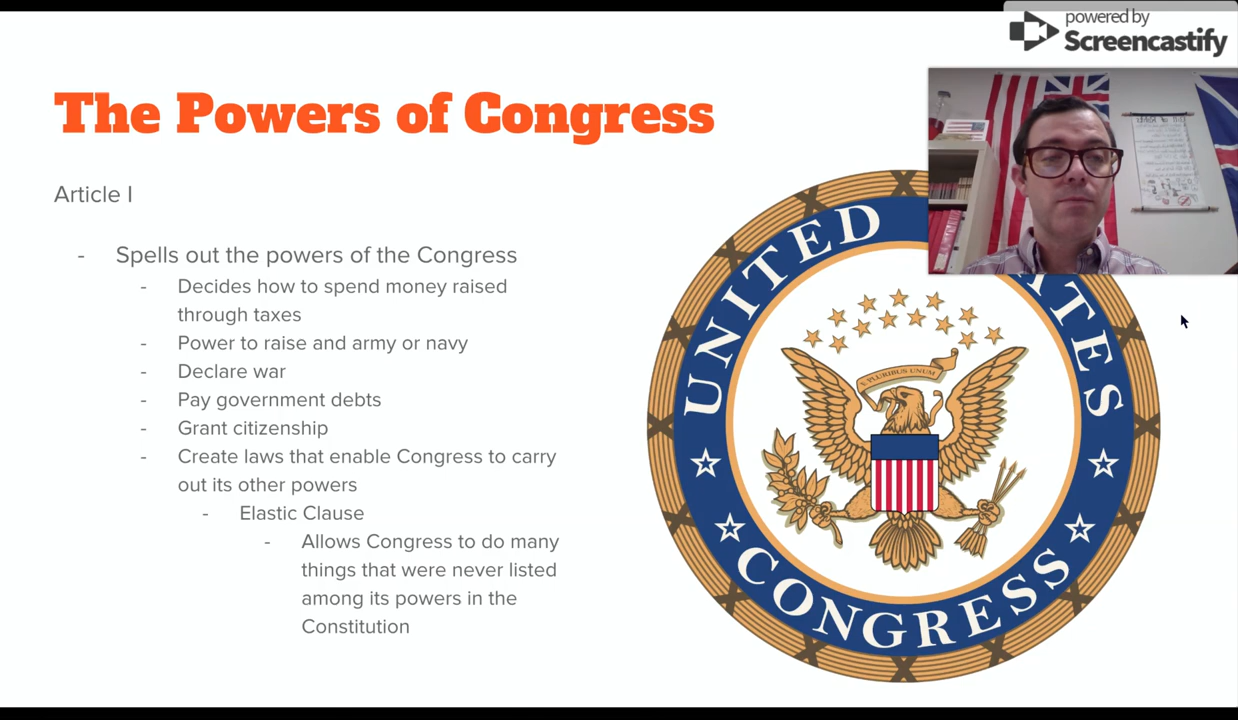 powered by
Screencastify
The Powers of Congress
Article I
- Spells out the powers of the Congress
- Decides how to spend money raised
through taxes
- Power to raise and army or navy
- Declare war
- Pay government debts
- Grant citizenship
- Create laws that enable Congress to carry
out its other powers
- Elastic Clause
- Allows Congress to do many
things that were never listed
among its powers in the
Constitution
UNITED
TES
E PLURIBUS UNUM
CONGRESS